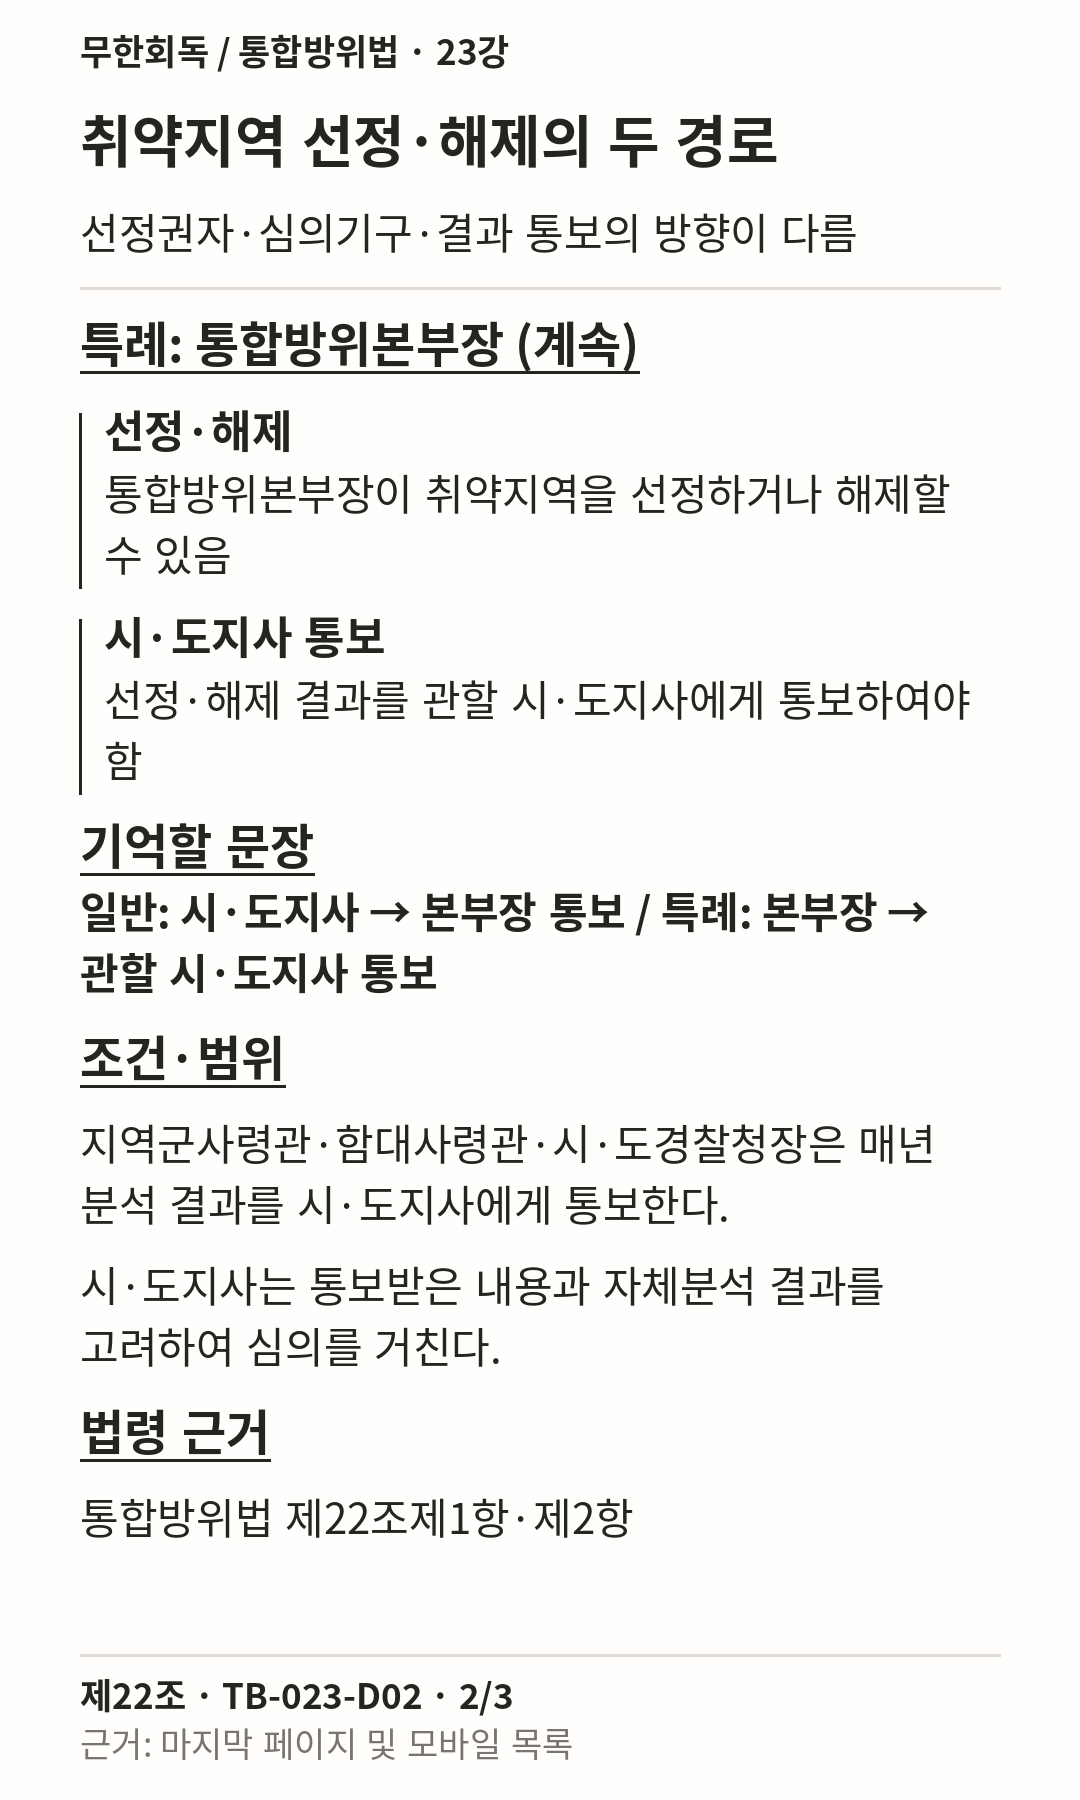 무한회독 / 통합방위법 · 23강
취약지역 선정·해제의 두 경로
선정권자·심의기구·결과 통보의 방향이 다름
특례: 통합방위본부장 (계속)
선정·해제
통합방위본부장이 취약지역을 선정하거나 해제할
수 있음
시·도지사 통보
선정·해제 결과를 관할 시·도지사에게 통보하여야
함
기억할 문장
일반: 시·도지사 → 본부장 통보 / 특례: 본부장 →
관할 시·도지사 통보
조건·범위
지역군사령관·함대사령관·시·도경찰청장은 매년
분석 결과를 시·도지사에게 통보한다.
시·도지사는 통보받은 내용과 자체분석 결과를
고려하여 심의를 거친다.
법령 근거
통합방위법 제22조제1항·제2항
제22조 · TB-023-D02 · 2/3
근거: 마지막 페이지 및 모바일 목록